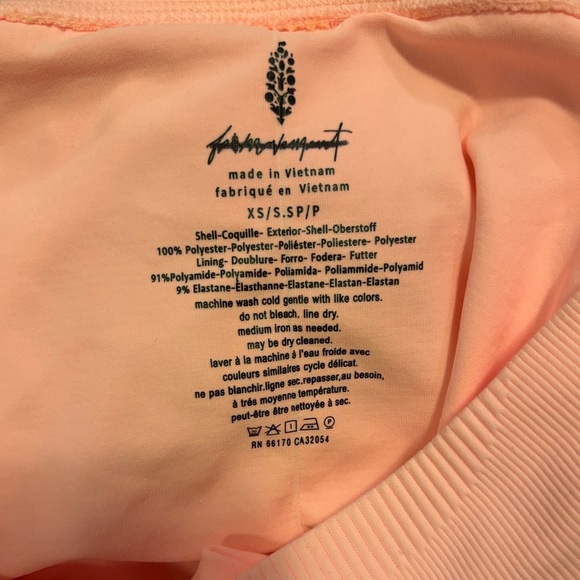 made in Vietnam
fabriqué en Vietnam
XS/S.SP/P
Shell-Coquille- Exterior-Shell-Oberstoff
100% Polyester-Polyester-Poliéster-Poliestere- Polyester
Lining- Doublure- Forro- Fodera- Futter
91%Polyamide-Polyamide- Poliamida- Poliammide-Polyamid
9% Elastane-Élasthanne-Elastane-Elastan-Elastan
machine wash cold gentle with like colors.
do not bleach. line dry.
medium iron as needed.
may be dry cleaned.
laver à la machine à l'eau froide avec
couleurs similaires cycle délicat.
ne pas blanchir.ligne sec.repasser,au besoin,
à trés moyenne température.
peut-être être nettoyée à sec.
RN 66170 CA32054